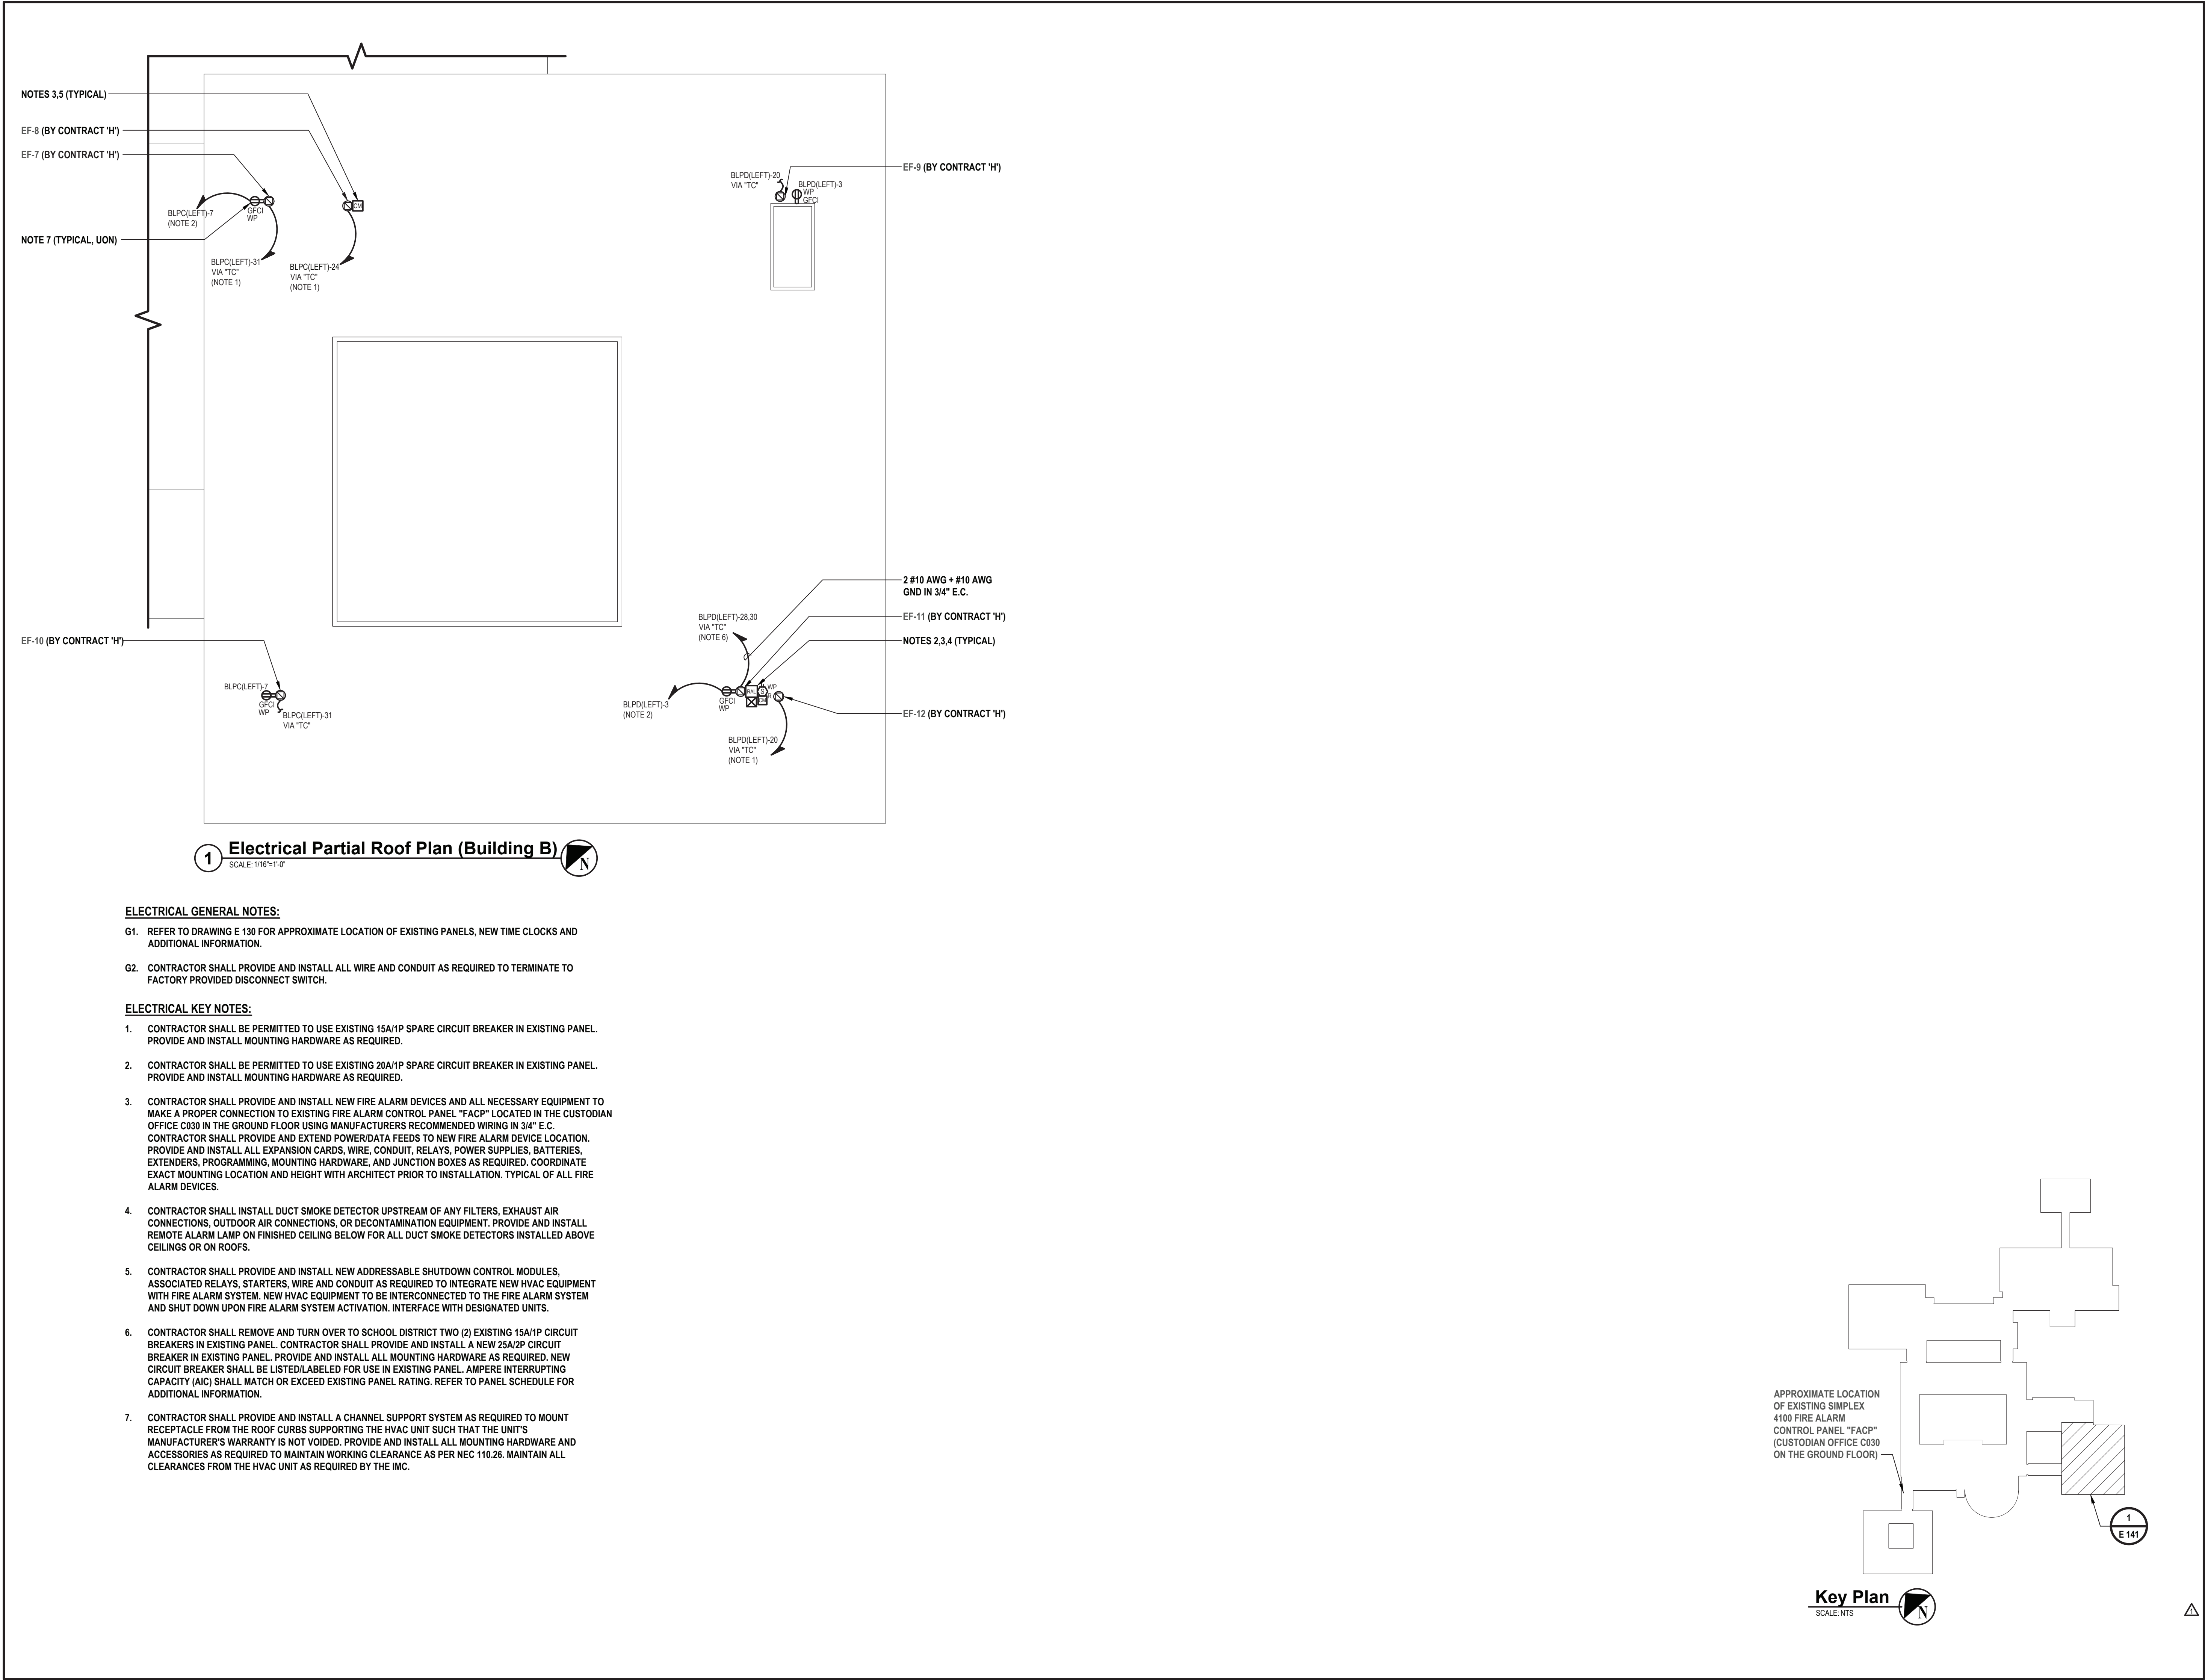 NOTES 3,5 (TYPICAL)
EF-8 (BY CONTRACT 'H')
EF-7 (BY CONTRACT 'H')
NOTE 7 (TYPICAL, UON)
BLPC(LEFT)-7
(NOTE 2)
GFCI
WP
CM
BLPC(LEFT)-31
VIA "TC"
(NOTE 1)
BLPC(LEFT)-24
VIA "TC"
(NOTE 1)
BLPD(LEFT)-20
VIA "TC"
BLPD(LEFT)-3
WP
GFCI
EF-9 (BY CONTRACT 'H')
2 #10 AWG + #10 AWG
GND IN 3/4" E.C.
EF-11 (BY CONTRACT 'H')
NOTES 2,3,4 (TYPICAL)
EF-12 (BY CONTRACT 'H')
BLPD(LEFT)-28,30
VIA "TC"
(NOTE 6)
BLPD(LEFT)-3
(NOTE 2)
GFCI
WP
RAL
S
WP
R
CM
BLPD(LEFT)-20
VIA "TC"
(NOTE 1)
EF-10 (BY CONTRACT 'H')
BLPC(LEFT)-7
GFCI
WP
BLPC(LEFT)-31
VIA "TC"
1
Electrical Partial Roof Plan (Building B)
SCALE: 1/16"=1'-0"
N
ELECTRICAL GENERAL NOTES:
G1. REFER TO DRAWING E 130 FOR APPROXIMATE LOCATION OF EXISTING PANELS, NEW TIME CLOCKS AND
ADDITIONAL INFORMATION.
G2. CONTRACTOR SHALL PROVIDE AND INSTALL ALL WIRE AND CONDUIT AS REQUIRED TO TERMINATE TO
FACTORY PROVIDED DISCONNECT SWITCH.
ELECTRICAL KEY NOTES:
1. CONTRACTOR SHALL BE PERMITTED TO USE EXISTING 15A/1P SPARE CIRCUIT BREAKER IN EXISTING PANEL.
PROVIDE AND INSTALL MOUNTING HARDWARE AS REQUIRED.
2. CONTRACTOR SHALL BE PERMITTED TO USE EXISTING 20A/1P SPARE CIRCUIT BREAKER IN EXISTING PANEL.
PROVIDE AND INSTALL MOUNTING HARDWARE AS REQUIRED.
3. CONTRACTOR SHALL PROVIDE AND INSTALL NEW FIRE ALARM DEVICES AND ALL NECESSARY EQUIPMENT TO
MAKE A PROPER CONNECTION TO EXISTING FIRE ALARM CONTROL PANEL "FACP" LOCATED IN THE CUSTODIAN
OFFICE C030 IN THE GROUND FLOOR USING MANUFACTURERS RECOMMENDED WIRING IN 3/4" E.C.
CONTRACTOR SHALL PROVIDE AND EXTEND POWER/DATA FEEDS TO NEW FIRE ALARM DEVICE LOCATION.
PROVIDE AND INSTALL ALL EXPANSION CARDS, WIRE, CONDUIT, RELAYS, POWER SUPPLIES, BATTERIES,
EXTENDERS, PROGRAMMING, MOUNTING HARDWARE, AND JUNCTION BOXES AS REQUIRED. COORDINATE
EXACT MOUNTING LOCATION AND HEIGHT WITH ARCHITECT PRIOR TO INSTALLATION. TYPICAL OF ALL FIRE
ALARM DEVICES.
4. CONTRACTOR SHALL INSTALL DUCT SMOKE DETECTOR UPSTREAM OF ANY FILTERS, EXHAUST AIR
CONNECTIONS, OUTDOOR AIR CONNECTIONS, OR DECONTAMINATION EQUIPMENT. PROVIDE AND INSTALL
REMOTE ALARM LAMP ON FINISHED CEILING BELOW FOR ALL DUCT SMOKE DETECTORS INSTALLED ABOVE
CEILINGS OR ON ROOFS.
5. CONTRACTOR SHALL PROVIDE AND INSTALL NEW ADDRESSABLE SHUTDOWN CONTROL MODULES,
ASSOCIATED RELAYS, STARTERS, WIRE AND CONDUIT AS REQUIRED TO INTEGRATE NEW HVAC EQUIPMENT
WITH FIRE ALARM SYSTEM. NEW HVAC EQUIPMENT TO BE INTERCONNECTED TO THE FIRE ALARM SYSTEM
AND SHUT DOWN UPON FIRE ALARM SYSTEM ACTIVATION. INTERFACE WITH DESIGNATED UNITS.
6. CONTRACTOR SHALL REMOVE AND TURN OVER TO SCHOOL DISTRICT TWO (2) EXISTING 15A/1P CIRCUIT
BREAKERS IN EXISTING PANEL. CONTRACTOR SHALL PROVIDE AND INSTALL A NEW 25A/2P CIRCUIT
BREAKER IN EXISTING PANEL. PROVIDE AND INSTALL ALL MOUNTING HARDWARE AS REQUIRED. NEW
CIRCUIT BREAKER SHALL BE LISTED/LABELED FOR USE IN EXISTING PANEL. AMPERE INTERRUPTING
CAPACITY (AIC) SHALL MATCH OR EXCEED EXISTING PANEL RATING. REFER TO PANEL SCHEDULE FOR
ADDITIONAL INFORMATION.
7. CONTRACTOR SHALL PROVIDE AND INSTALL A CHANNEL SUPPORT SYSTEM AS REQUIRED TO MOUNT
RECEPTACLE FROM THE ROOF CURBS SUPPORTING THE HVAC UNIT SUCH THAT THE UNIT'S
MANUFACTURER'S WARRANTY IS NOT VOIDED. PROVIDE AND INSTALL ALL MOUNTING HARDWARE AND
ACCESSORIES AS REQUIRED TO MAINTAIN WORKING CLEARANCE AS PER NEC 110.26. MAINTAIN ALL
CLEARANCES FROM THE HVAC UNIT AS REQUIRED BY THE IMC.
APPROXIMATE LOCATION
OF EXISTING SIMPLEX
4100 FIRE ALARM
CONTROL PANEL "FACP"
(CUSTODIAN OFFICE C030
ON THE GROUND FLOOR)
1
E 141
Key Plan
SCALE: NTS
N
1